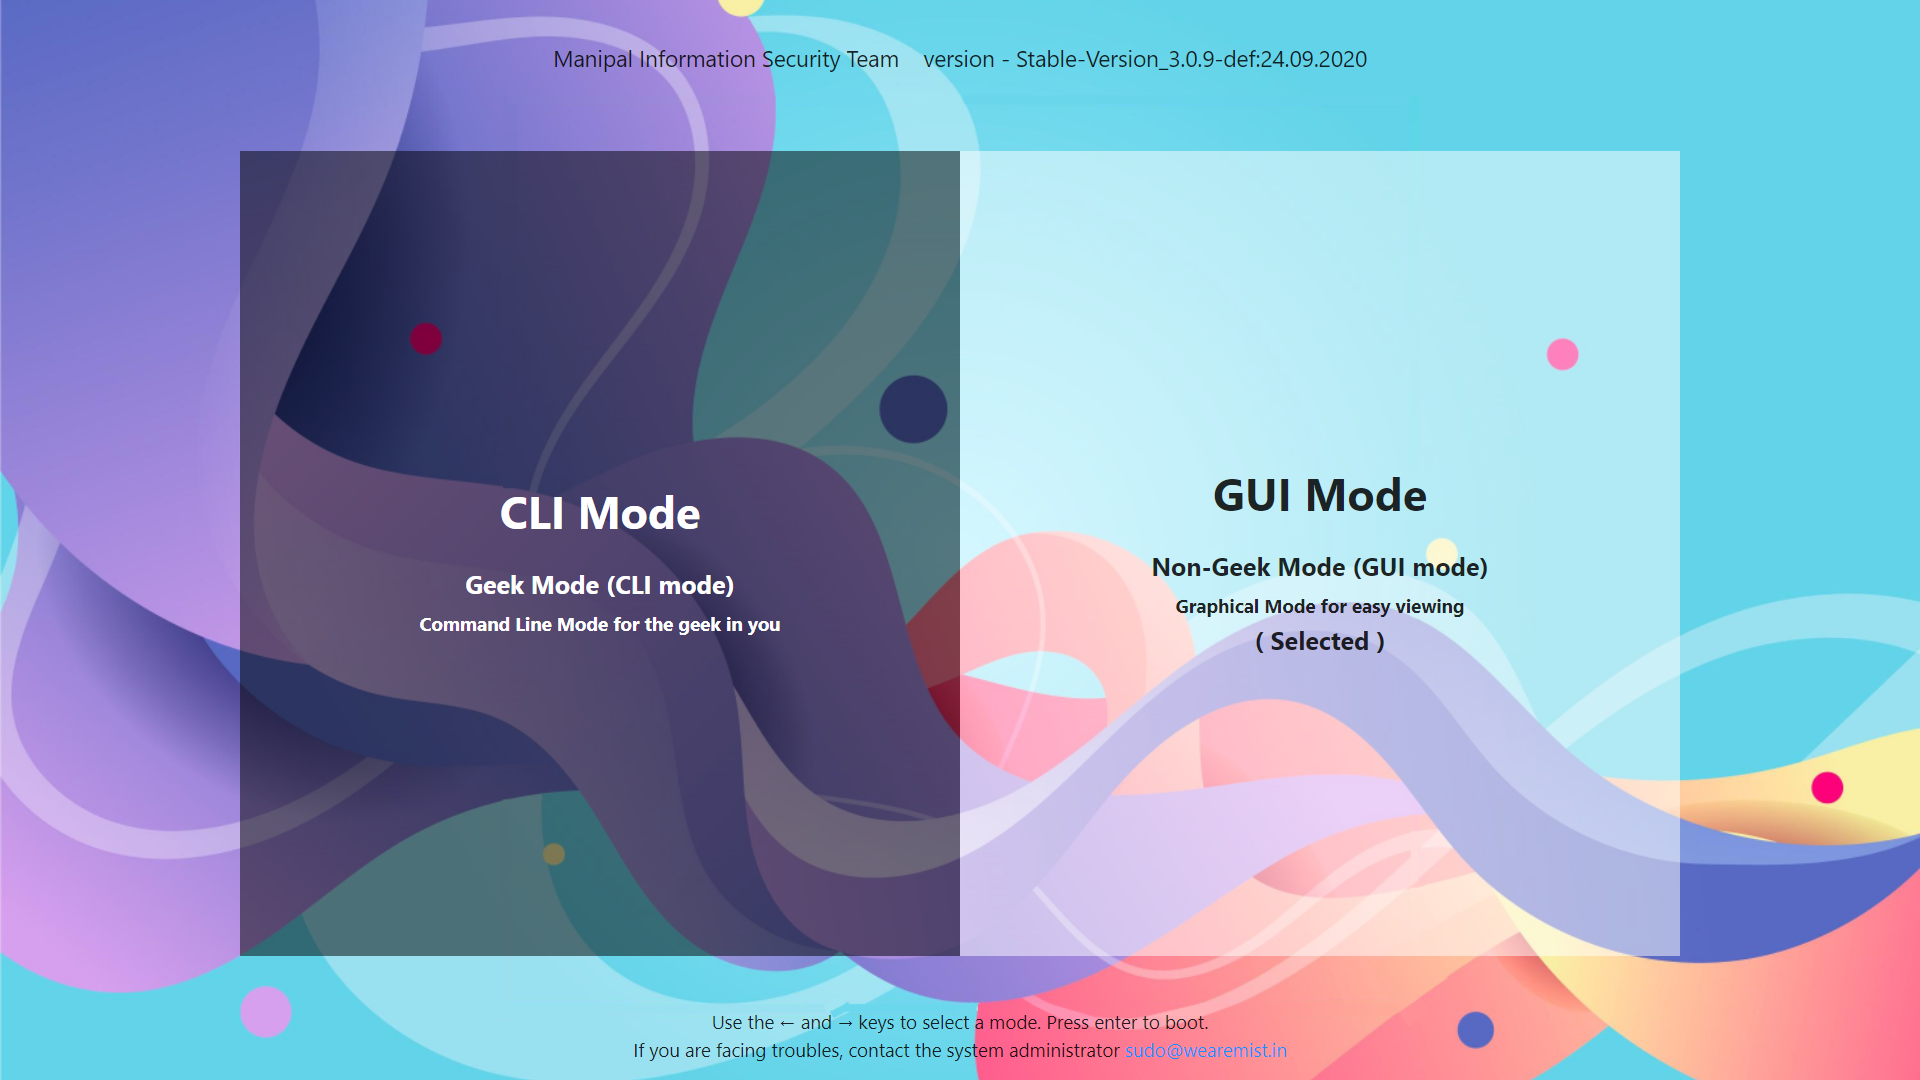 Manipal Information Security Team version - Stable-Version_3.0.9-def:24.09.2020
CLI Mode
Geek Mode (CLI mode)
Command Line Mode for the geek in you
GUI Mode
Non-Geek Mode (GUI mode)
Graphical Mode for easy viewing
( Selected )
Use the ← and → keys to select a mode. Press enter to boot.
If you are facing troubles, contact the system administrator sudo@wearemist.in